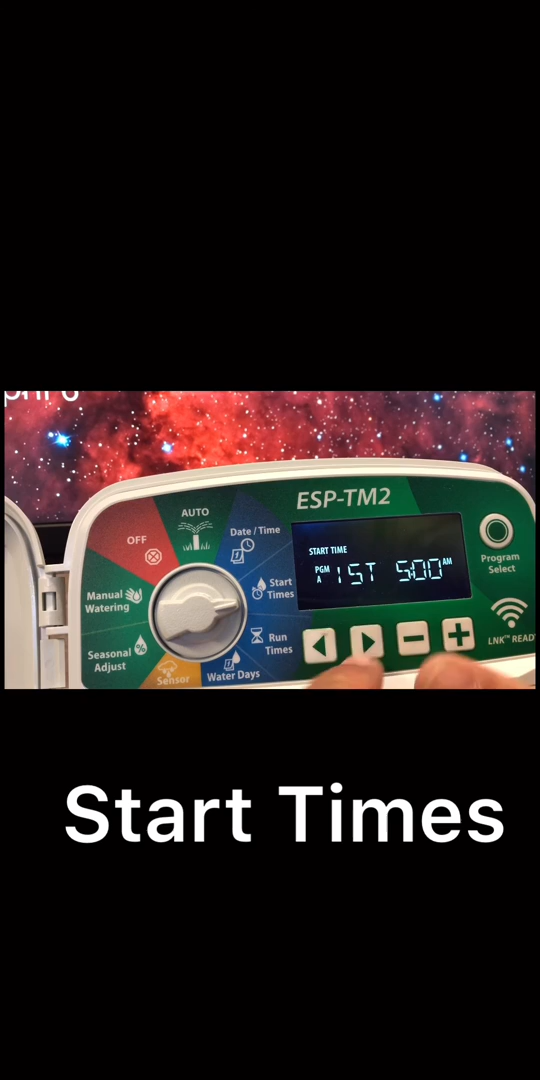 ESP-TM2
AUTO
OFF
Date / Time
START TIME
PGM
A
1ST 5:00 AM
Program
Select
Start
Times
Manual
Watering
Run
Times
LNK™ READY
Seasonal
Adjust
Sensor
Water Days
Start Times